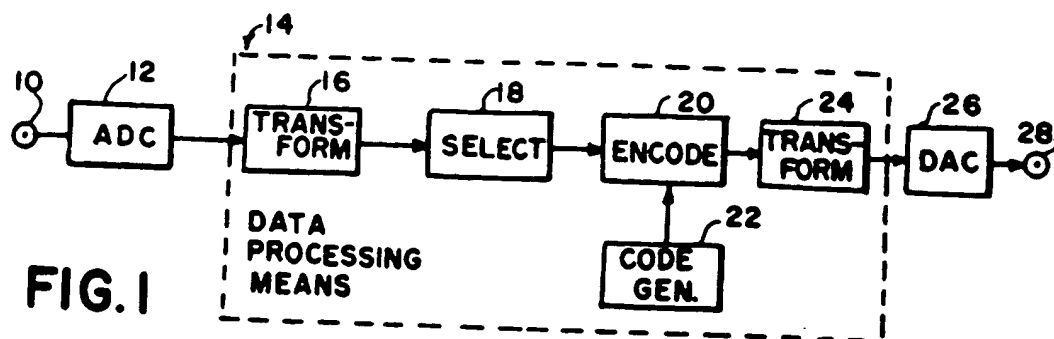 14
10
12
16
18
20
24
26
28
ADC
TRANS-
FORM
SELECT
ENCODE
TRANS-
FORM
DAC
DATA
PROCESSING
MEANS
22
CODE
GEN.
FIG. 1